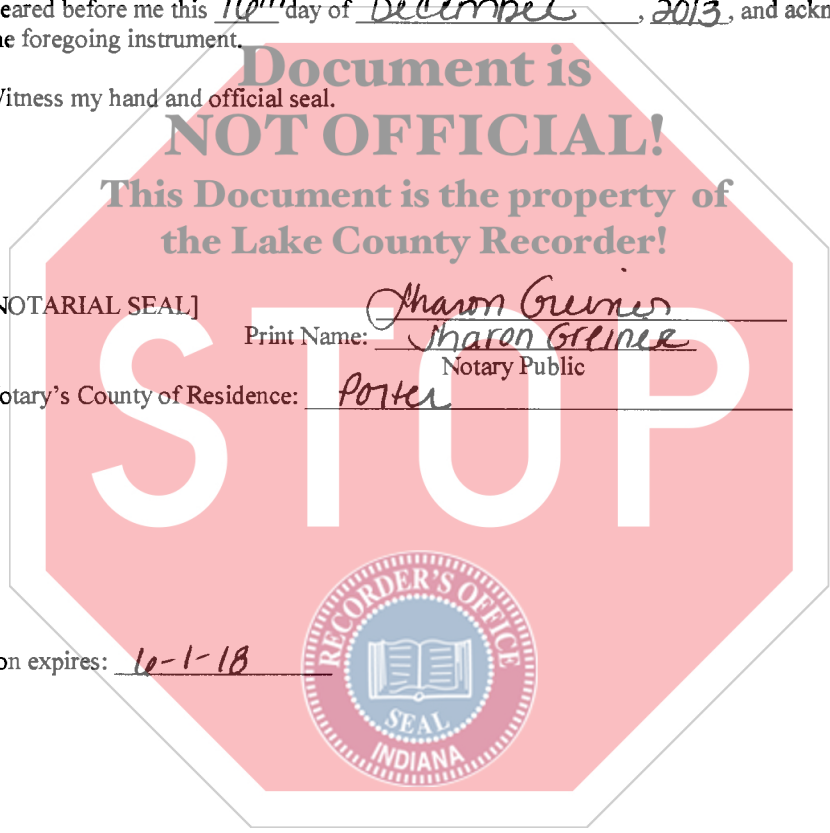 eared before me this 16th day of December, 2013, and ackn
e foregoing instrument.
Document is
Witness my hand and official seal.
NOT OFFICIAL!
This Document is the property of
the Lake County Recorder!
NOTARIAL SEAL] Sharon Greiner
Print Name: Sharon Greiner
Notary Public
otary's County of Residence: Porter
STOP
RECORDER'S OFFICE
SEAL
INDIANA
on expires: 6-1-18